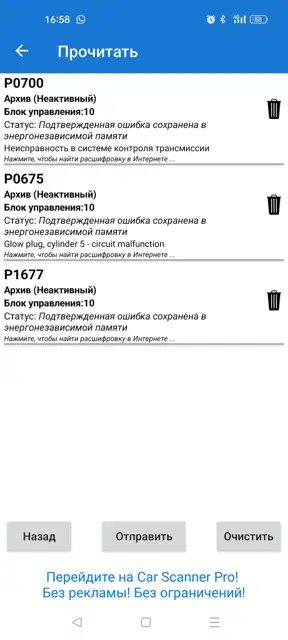 16:58
4G
58
Прочитать
P0700
Архив (Неактивный)
Блок управления:10
Статус: Подтвержденная ошибка сохранена в
энергонезависимой памяти
Неисправность в системе контроля трансмиссии
Нажмите, чтобы найти расшифровку в Интернете ...
P0675
Архив (Неактивный)
Блок управления:10
Статус: Подтвержденная ошибка сохранена в
энергонезависимой памяти
Glow plug, cylinder 5 - circuit malfunction
Нажмите, чтобы найти расшифровку в Интернете ...
P1677
Архив (Неактивный)
Блок управления:10
Статус: Подтвержденная ошибка сохранена в
энергонезависимой памяти
Нажмите, чтобы найти расшифровку в Интернете ...
Назад
Отправить
Очистить
Перейдите на Car Scanner Pro!
Без рекламы! Без ограничений!